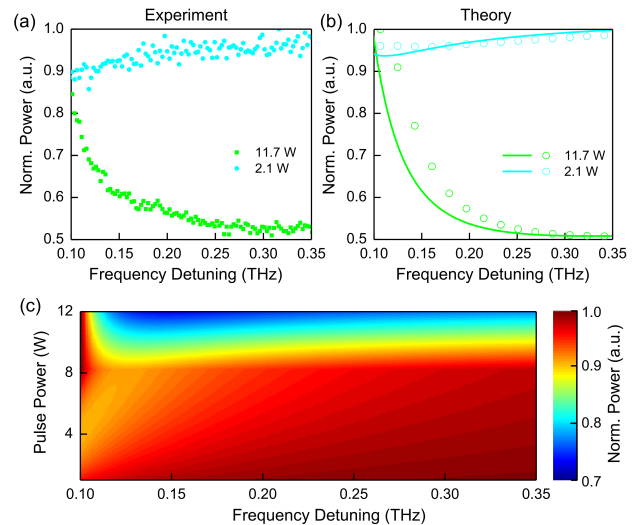 (a) Experiment
Norm. Power (a.u.)
1.0
0.9
0.8
0.7
0.6
0.5
11.7 W
2.1 W
0.10 0.15 0.20 0.25 0.30 0.35
Frequency Detuning (THz)
(b) Theory
Norm. Power (a.u.)
1.0
0.9
0.8
0.7
0.6
0.5
11.7 W
2.1 W
0.10 0.15 0.20 0.25 0.30 0.35
Frequency Detuning (THz)
(c)
Pulse Power (W)
12
8
4
0.10 0.15 0.20 0.25 0.30 0.35
Frequency Detuning (THz)
1.0
0.9
0.8
0.7
Norm. Power (a.u.)